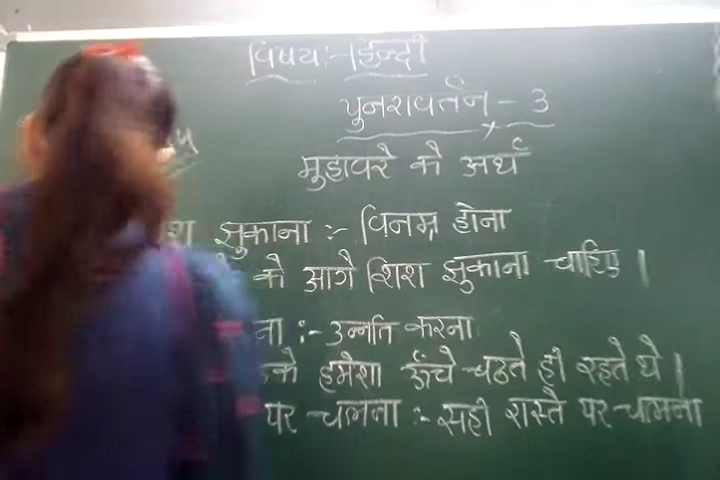 विषय:- हिन्दी
पुनरावर्तन - 3
मुहावरे के अर्थ
झुकाना :- विनम्र होना
के आगे शिश झुकाना चाहिए।
ना :- उन्नति करना
हमेशा ऊँचे चढते ही रहते थे।
पर चलना :- सही रास्ते पर चलना